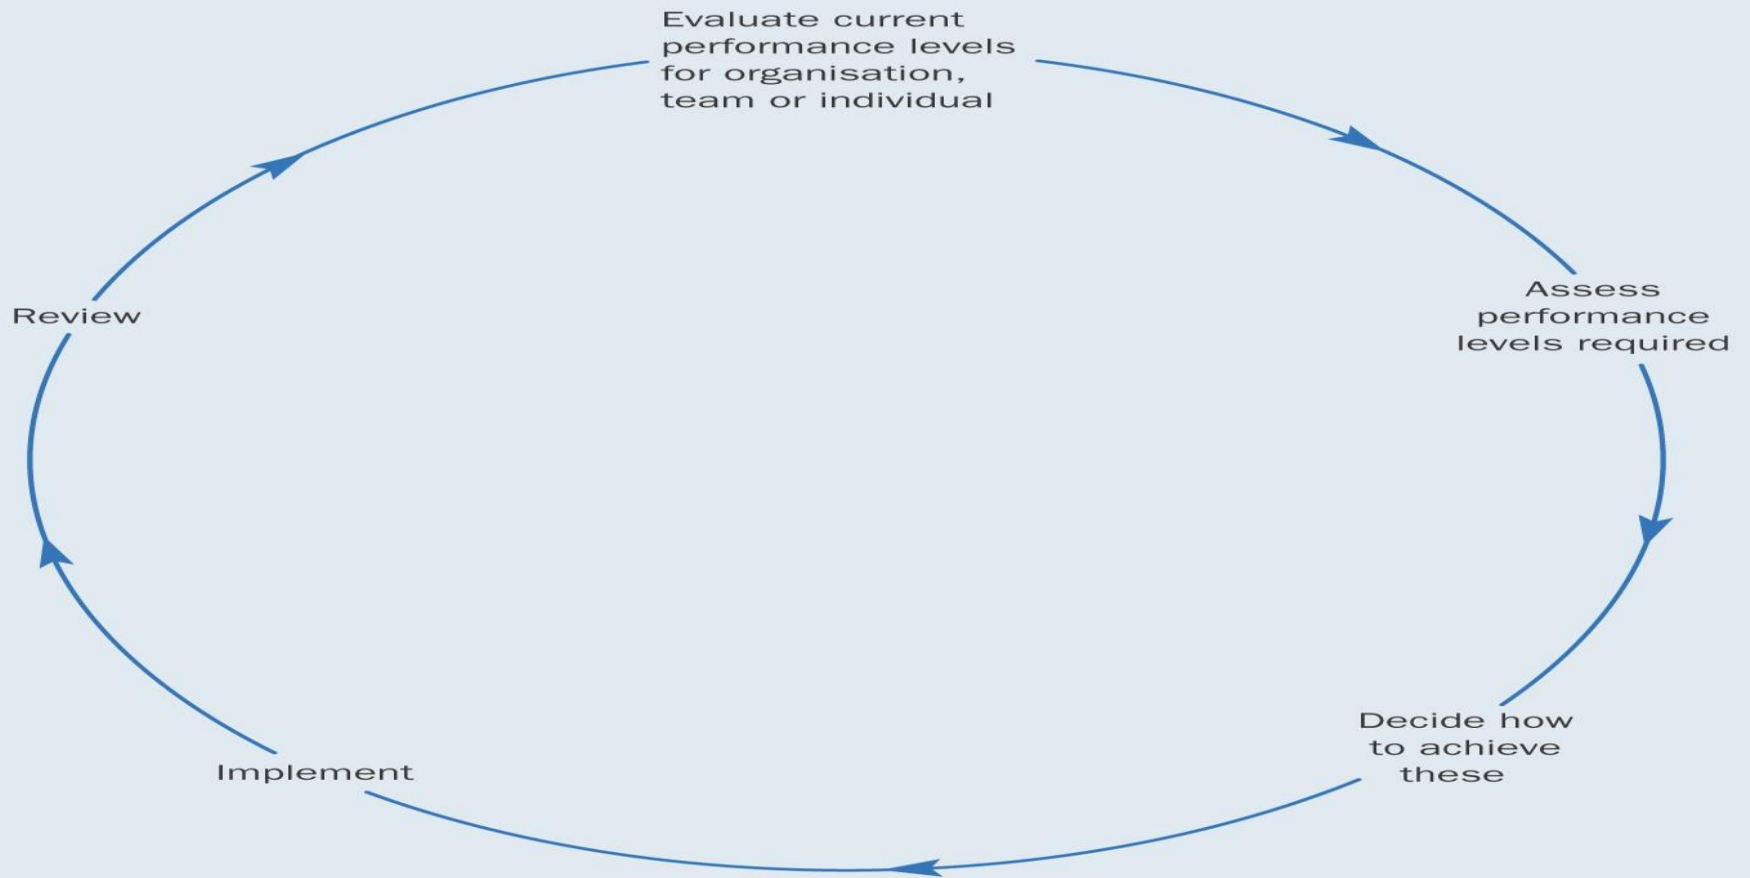 Evaluate current
performance levels
for organisation,
team or individual
Assess
performance
levels required
Decide how
to achieve
these
Implement
Review